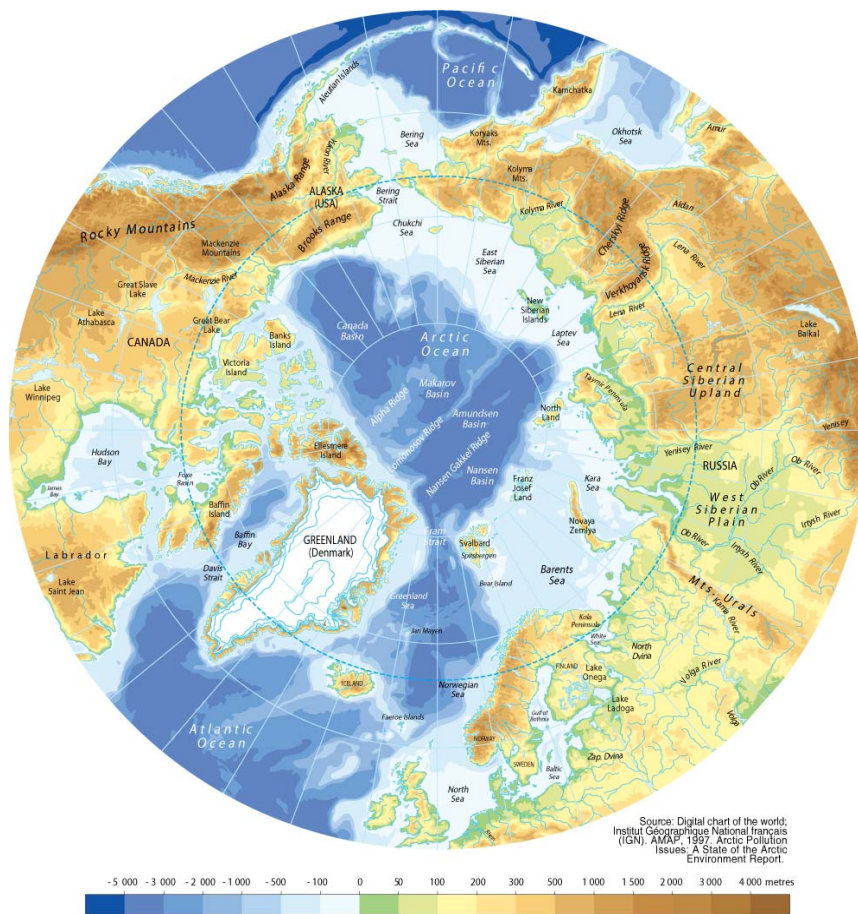 Pacific
Ocean
Aleutian Islands
Kamchatka
Bering
Sea
Koryaks
Mts.
Okhotsk
Sea
Amur
Yukon River
Alaska Range
ALASKA
(USA)
Bering
Strait
Kolyma
Mts.
Kolyma River
Cherskyi Ridge
Aldan
Rocky Mountains
Brooks Range
Chukchi
Sea
Mackenzie
Mountains
East
Siberian
Sea
Verkhoyansk Ridge
Lena River
Mackenzie River
Great Slave
Lake
New
Siberian
Islands
Lena River
Lake
Athabasca
Great Bear
Lake
Canada
Basin
Arctic
Ocean
Laptev
Sea
Lake
Baikal
CANADA
Banks
Island
Victoria
Island
Makarov
Basin
Central
Siberian
Upland
Lake
Winnipeg
Alpha Ridge
Amundsen
Basin
Taymir Peninsula
North
Land
Yenisey
Hudson
Bay
Ellesmere
Island
Lomonosov Ridge
Nansen Gakkel Ridge
Yenisey River
RUSSIA
Ob River
James
Bay
Foxe
Basin
Nansen
Basin
Franz
Josef
Land
Kara
Sea
Ob River
West
Siberian
Plain
Irtysh River
Baffin
Island
Novaya
Zemlya
Baffin
Bay
GREENLAND
(Denmark)
Fram
Strait
Svalbard
Spitsbergen
Ob River
Irtysh River
Labrador
Davis
Strait
Barents
Sea
Lake
Saint Jean
Greenland
Sea
Bear Island
Mts. Urals
Kama River
Jan Mayen
Kola
Peninsula
White
Sea
North
Dvina
Volga River
ICELAND
Norwegian
Sea
FINLAND
Lake
Onega
Lake
Ladoga
Volga
Faeroe Islands
Gulf of
Bothnia
Atlantic
Ocean
NORWAY
SWEDEN
Baltic
Sea
Zap. Dvina
North
Sea
Source: Digital chart of the world;
Institut Géographique National français
(IGN). AMAP, 1997. Arctic Pollution
Issues: A State of the Arctic
Environment Report.
- 5 000 - 3 000 - 2 000 - 1 000 - 500 - 100 0 50 100 200 300 500 1 000 2 000 3 000 4 000 metres